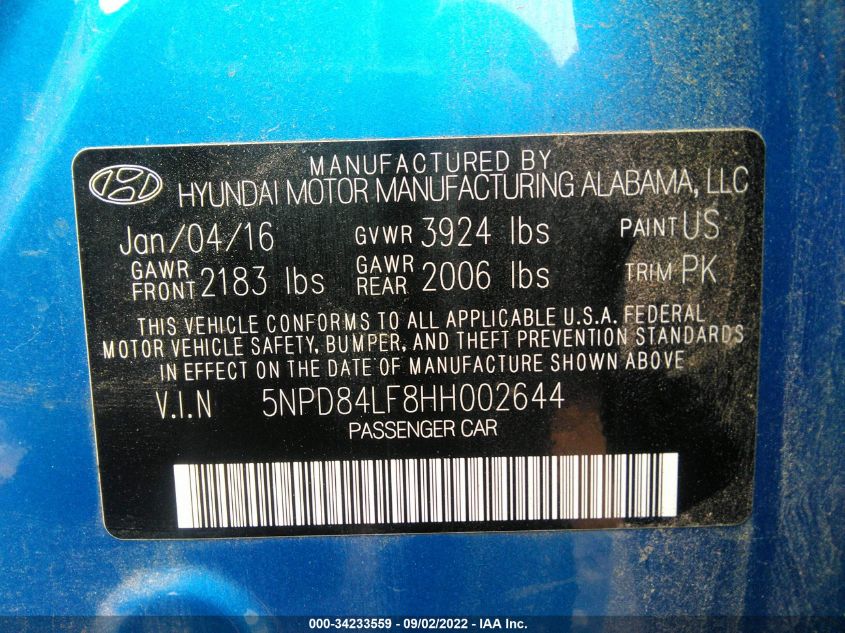 MANUFACTURED BY
HYUNDAI MOTOR MANUFACTURING ALABAMA, LLC
Jan/04/16 GVWR 3924 lbs PAINT US
GAWR FRONT 2183 lbs GAWR REAR 2006 lbs TRIM PK
THIS VEHICLE CONFORMS TO ALL APPLICABLE U.S.A. FEDERAL
MOTOR VEHICLE SAFETY, BUMPER, AND THEFT PREVENTION STANDARDS
IN EFFECT ON THE DATE OF MANUFACTURE SHOWN ABOVE
V.I.N 5NPD84LF8HH002644
PASSENGER CAR
000-34233559 - 09/02/2022 - IAA Inc.